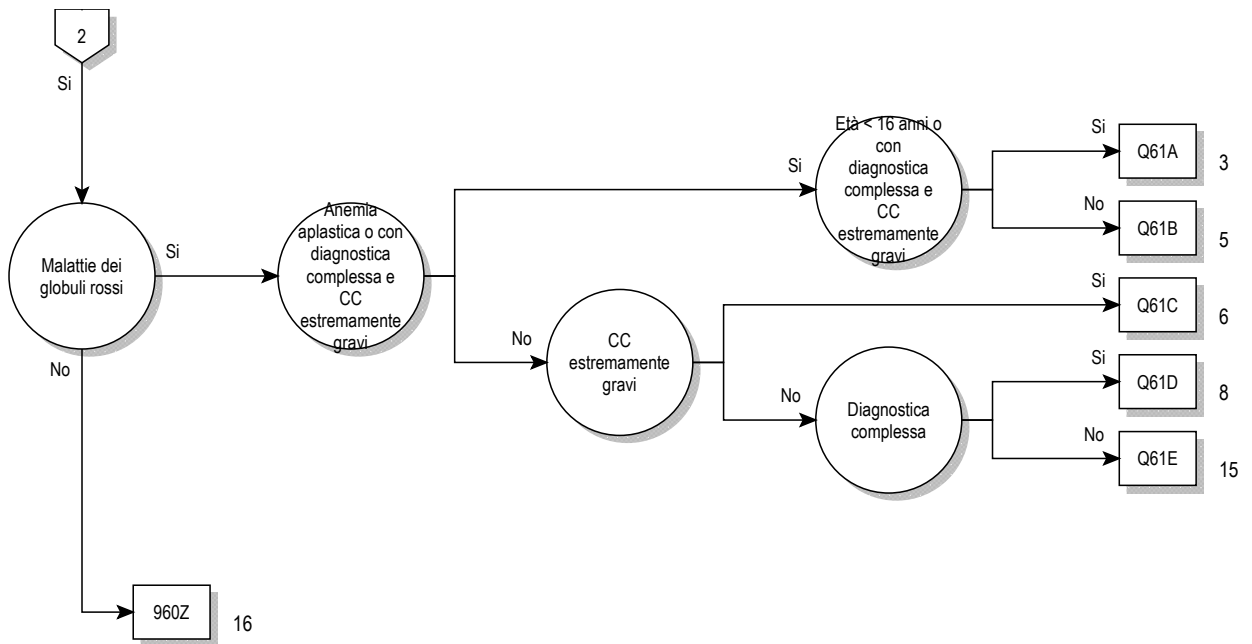 2
Si
Malattie dei
globuli rossi
Si
No
960Z
16
Anemia
aplastica o con
diagnostica
complessa e
CC
estremamente
gravi
Si
No
Età < 16 anni o
con
diagnostica
complessa e
CC
estremamente
gravi
Si
Q61A
3
No
Q61B
5
CC
estremamente
gravi
Si
Q61C
6
No
Diagnostica
complessa
Si
Q61D
8
No
Q61E
15